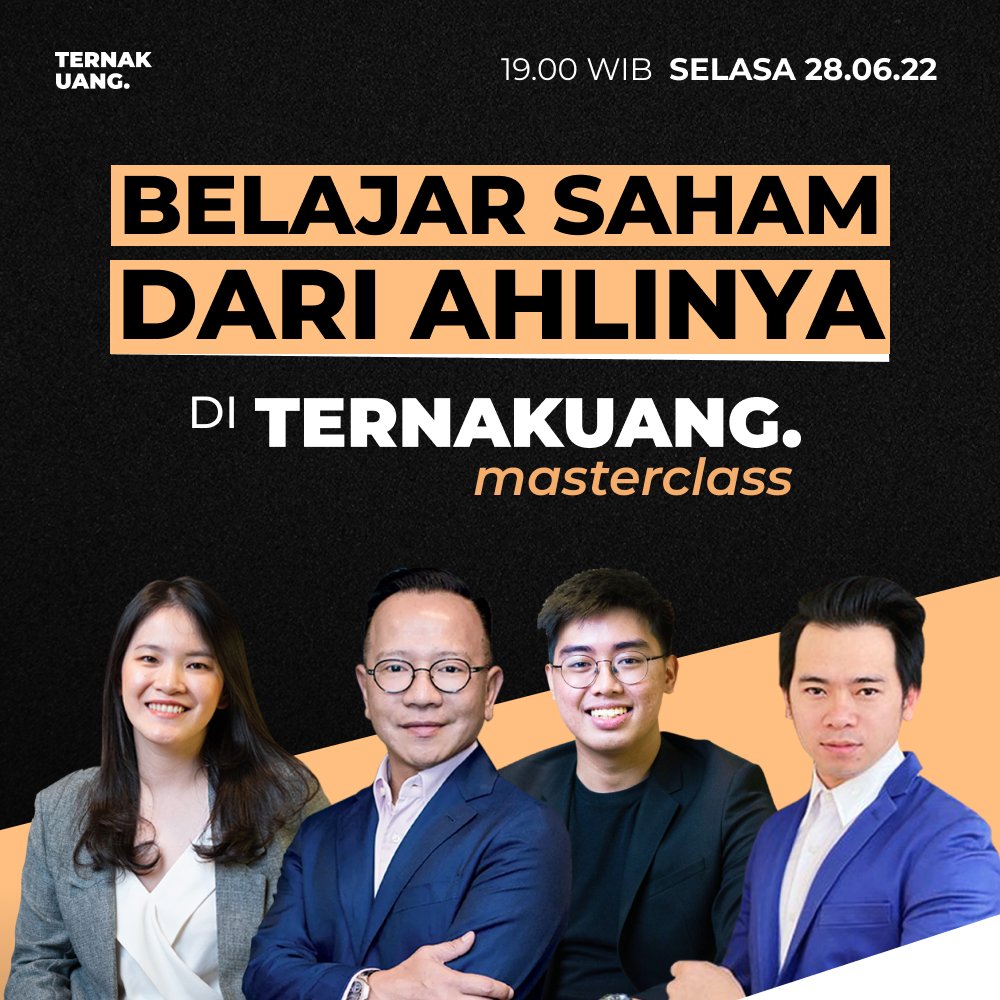 TERNAK
UANG.
19.00 WIB SELASA 28.06.22
BELAJAR SAHAM
DARI AHLINYA
DI TERNAKUANG.
masterclass